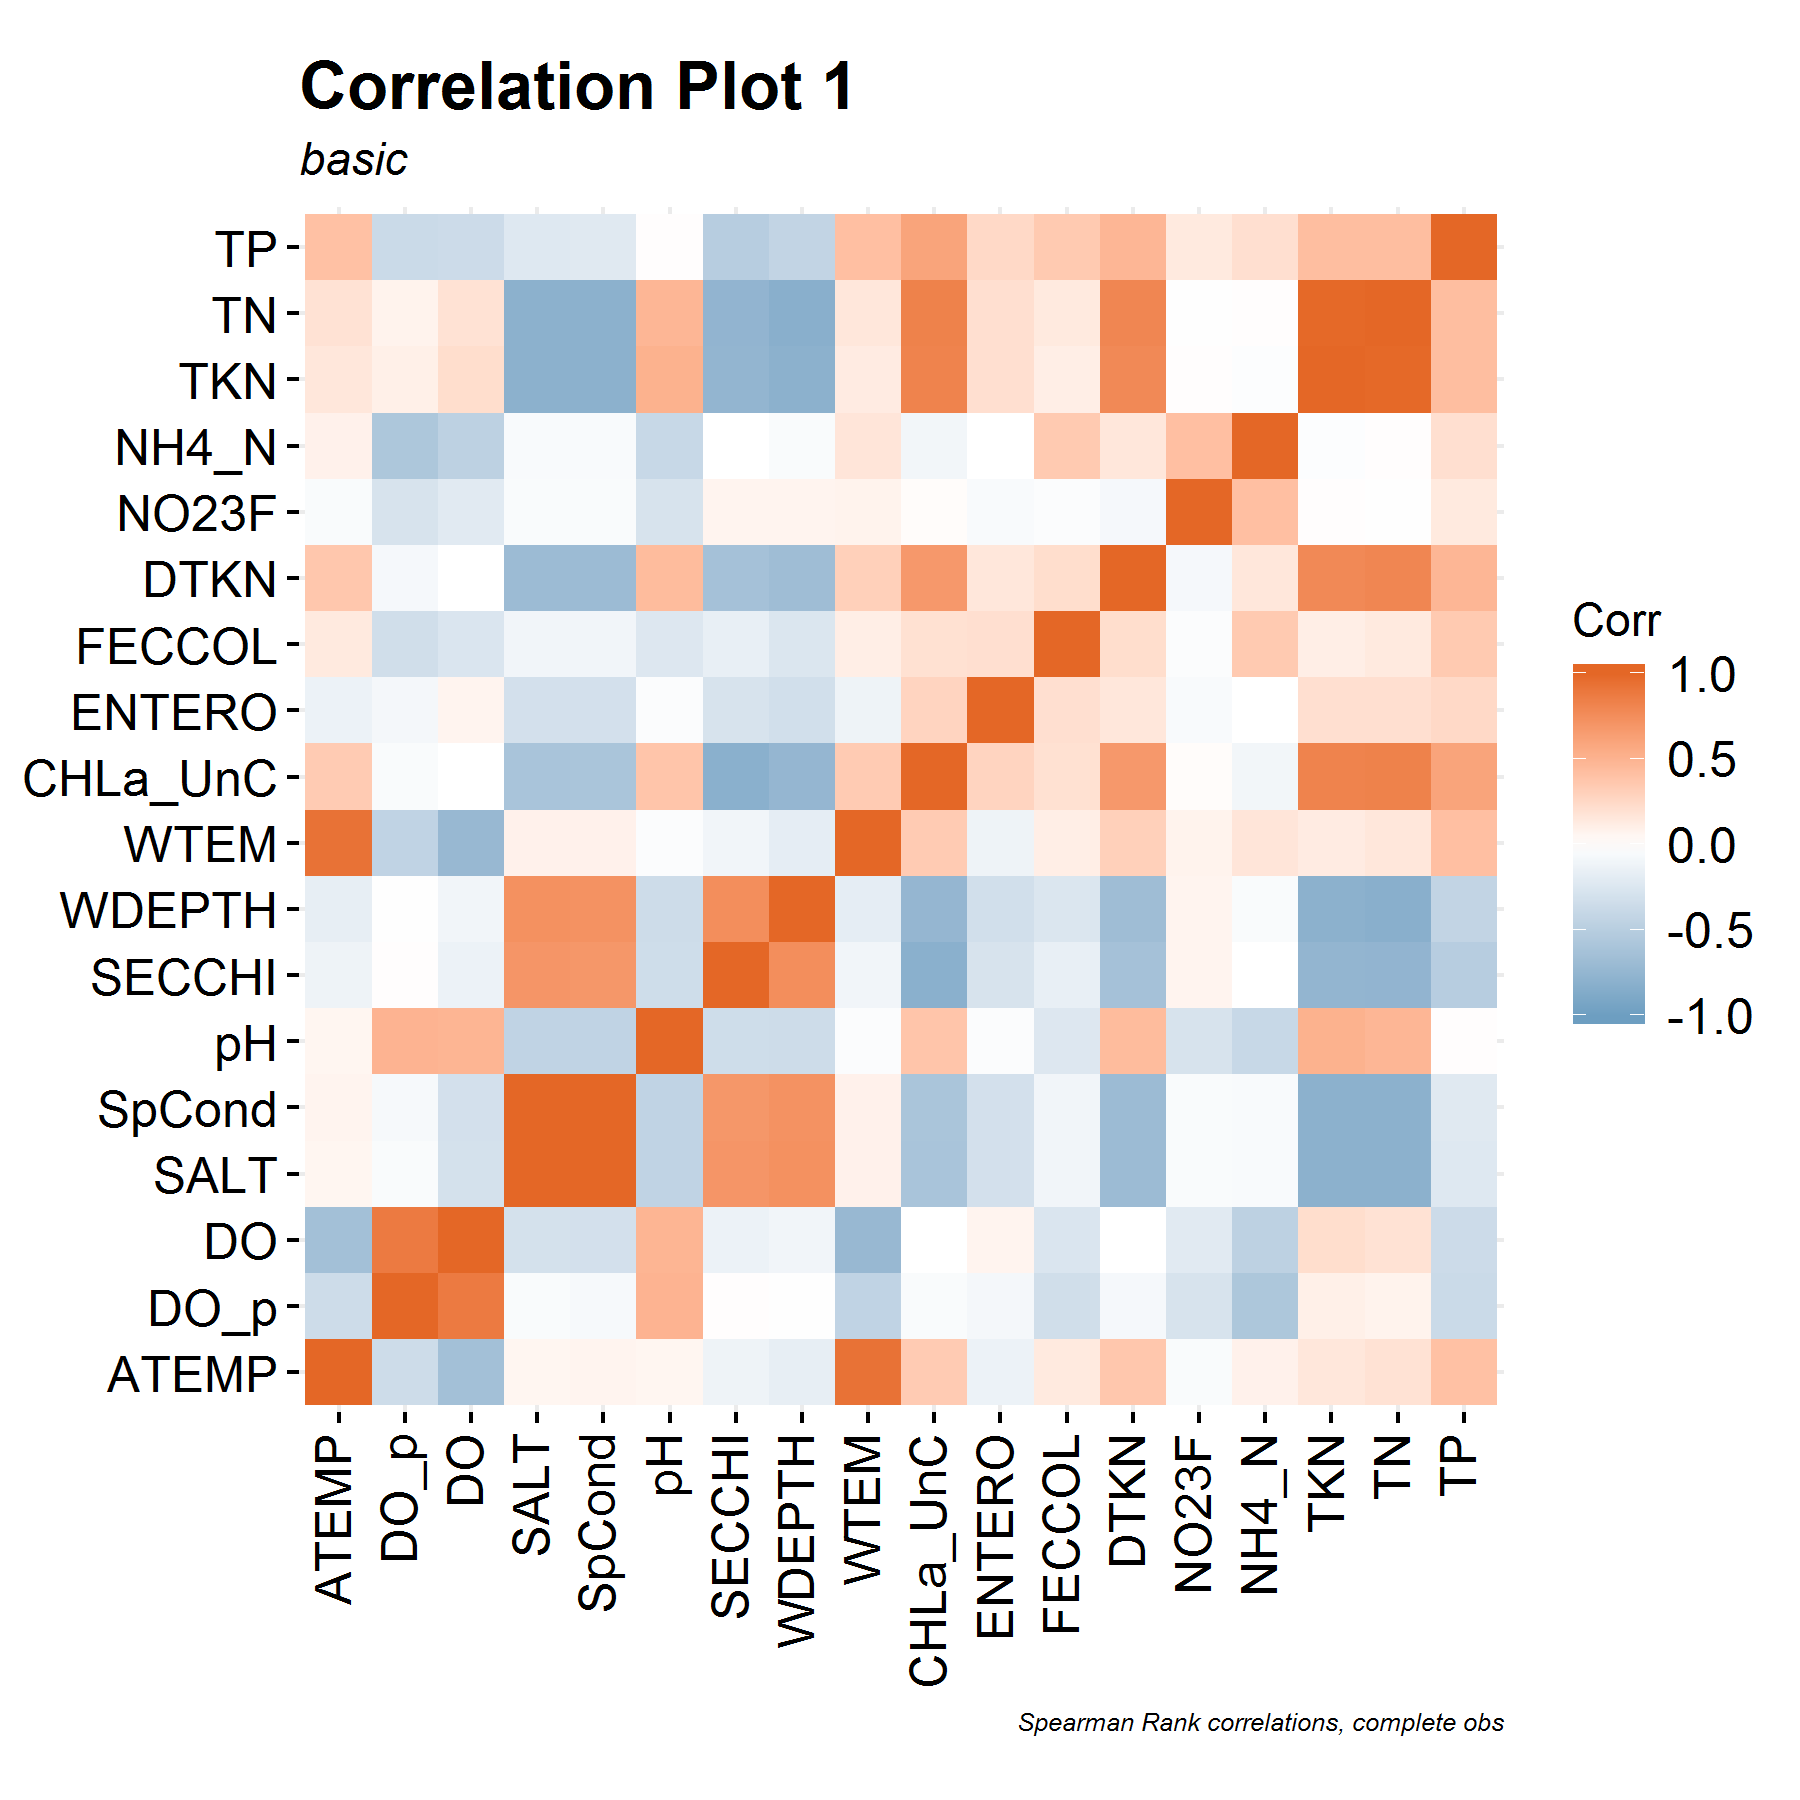 Correlation Plot 1
basic
TP
TN
TKN
NH4_N
NO23F
DTKN
FECCOL
ENTERO
CHLa_UnC
WTEM
WDEPTH
SECCHI
pH
SpCond
SALT
DO
DO_p
ATEMP
ATEMP
DO_p
DO
SALT
SpCond
pH
SECCHI
WDEPTH
WTEM
CHLa_UnC
ENTERO
FECCOL
DTKN
NO23F
NH4_N
TKN
TN
TP
Corr
1.0
0.5
0.0
-0.5
-1.0
Spearman Rank correlations, complete obs